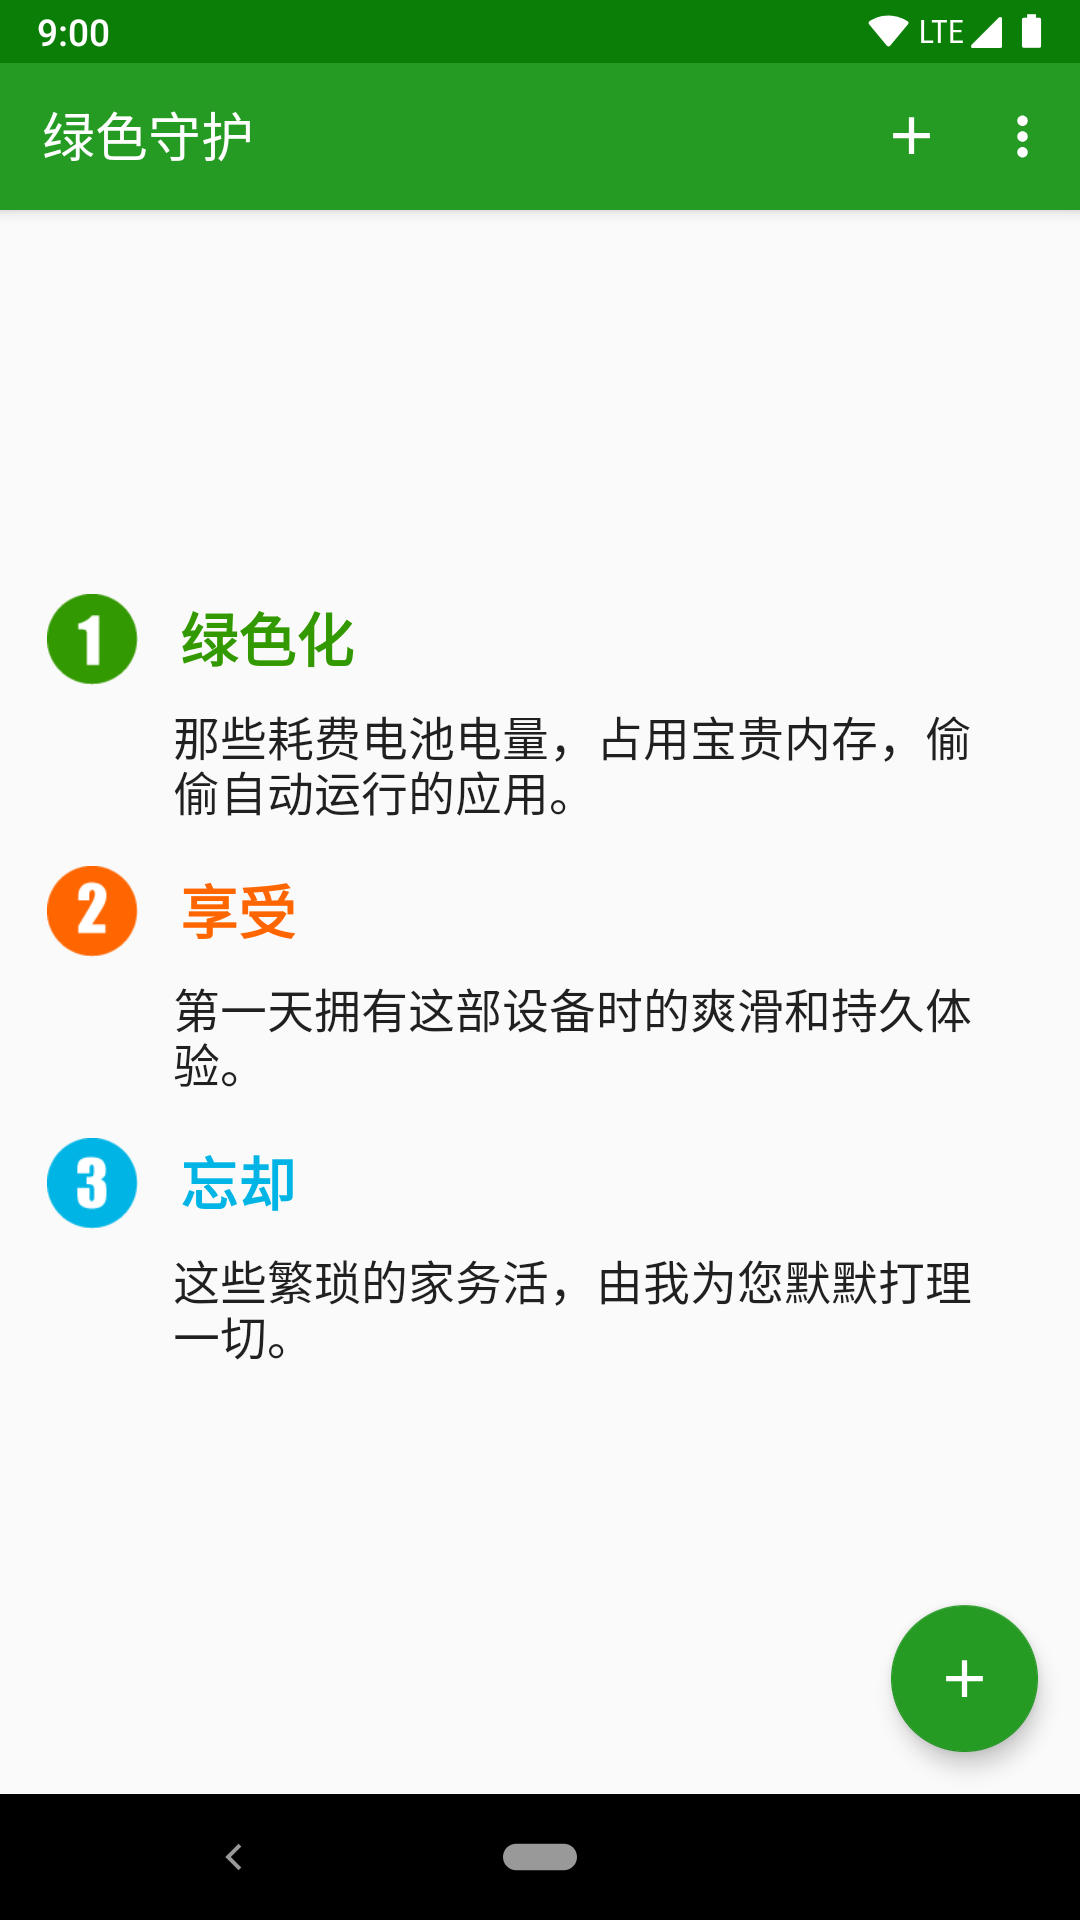 9:00
LTE
绿色守护
1 绿色化
那些耗费电池电量，占用宝贵内存，偷
偷自动运行的应用。
2 享受
第一天拥有这部设备时的爽滑和持久体
验。
3 忘却
这些繁琐的家务活，由我为您默默打理
一切。